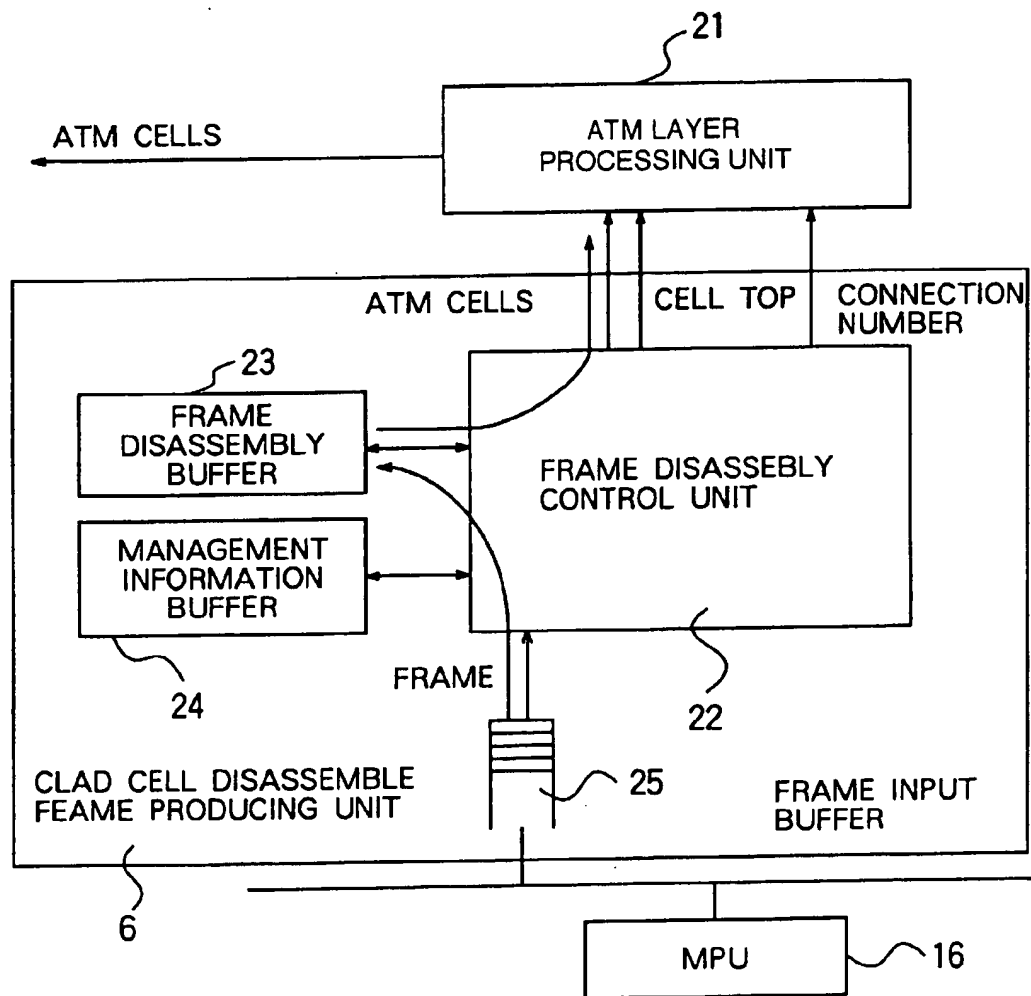 21
ATM CELLS
ATM LAYER
PROCESSING UNIT
ATM CELLS
CELL TOP
CONNECTION
NUMBER
23
FRAME
DISASSEMBLY
BUFFER
FRAME DISASSEBLY
CONTROL UNIT
MANAGEMENT
INFORMATION
BUFFER
24
FRAME
22
25
CLAD CELL DISASSEMBLE
FEAME PRODUCING UNIT
FRAME INPUT
BUFFER
6
MPU
16